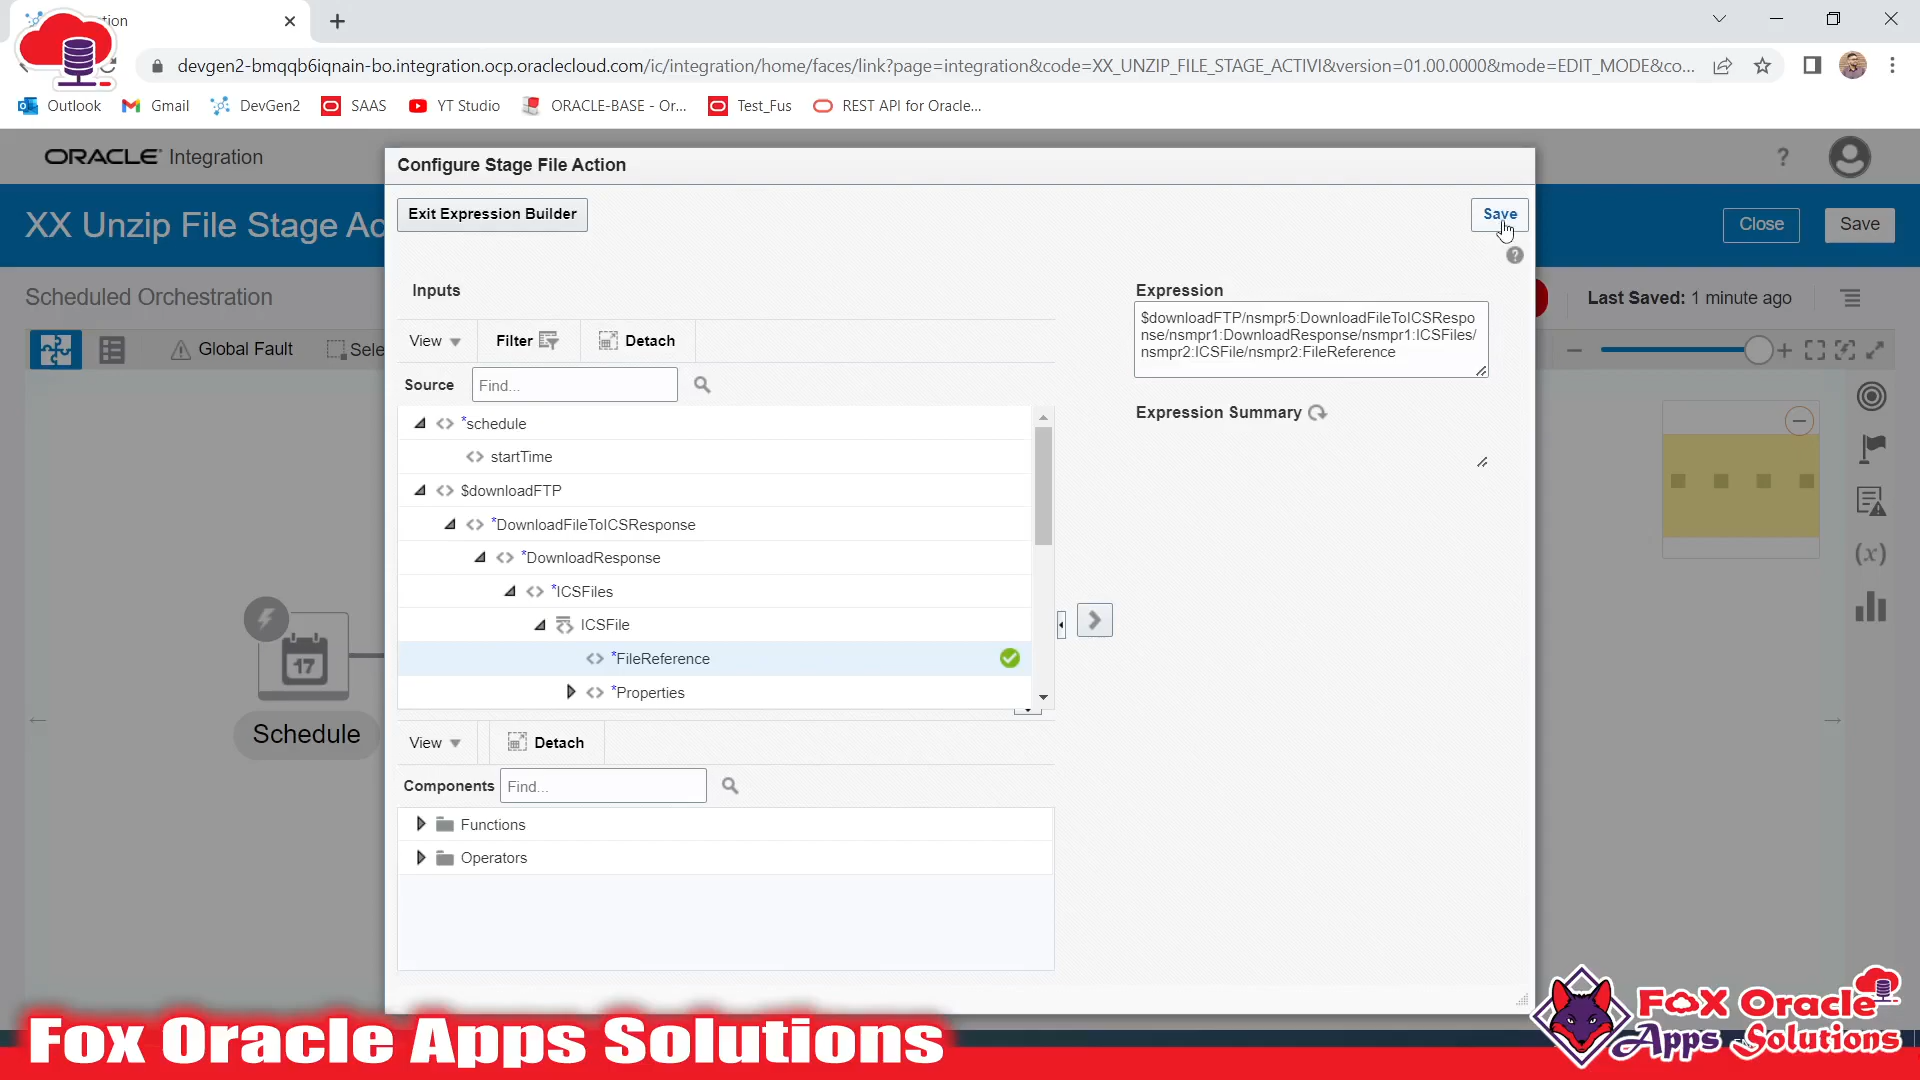 devgen2-bmqqb6iqnain-bo.integration.ocp.oraclecloud.com/ic/integration/home/faces/link?page=integration&code=XX_UNZIP_FILE_STAGE_ACTIVI&version=01.00.0000&mode=EDIT_MODE&co...
Outlook Gmail DevGen2 SAAS YT Studio ORACLE-BASE - Or... Test_Fus REST API for Oracle...
ORACLE Integration ?
Configure Stage File Action
XX Unzip File Stage Ac
Exit Expression Builder Save
Close Save
Scheduled Orchestration
Last Saved: 1 minute ago
Global Fault Sele
Inputs
View Filter Detach
Source Find...
*schedule
startTime
$downloadFTP
*DownloadFileToICSResponse
*DownloadResponse
*ICSFiles
ICSFile
*FileReference
*Properties
Expression
$downloadFTP/nsmpr5:DownloadFileToICSRespo
nse/nsmpr1:DownloadResponse/nsmpr1:ICSFiles/
nsmpr2:ICSFile/nsmpr2:FileReference
Expression Summary
View Detach
Components Find...
Functions
Operators
17
Schedule
(x)
Fox Oracle Apps Solutions
Fox Oracle
Apps Solutions